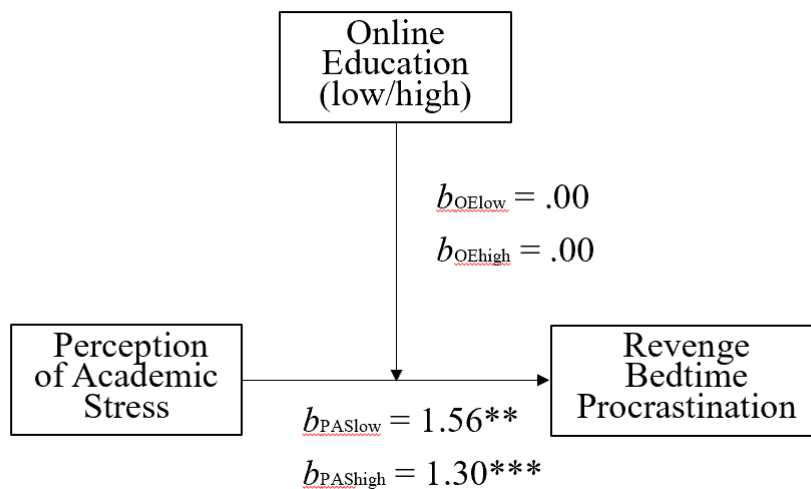 Online
Education
(low/high)
bOElow = .00
bOEhigh = .00
Perception
of Academic
Stress
Revenge
Bedtime
Procrastination
bPASlow = 1.56**
bPAShigh = 1.30***